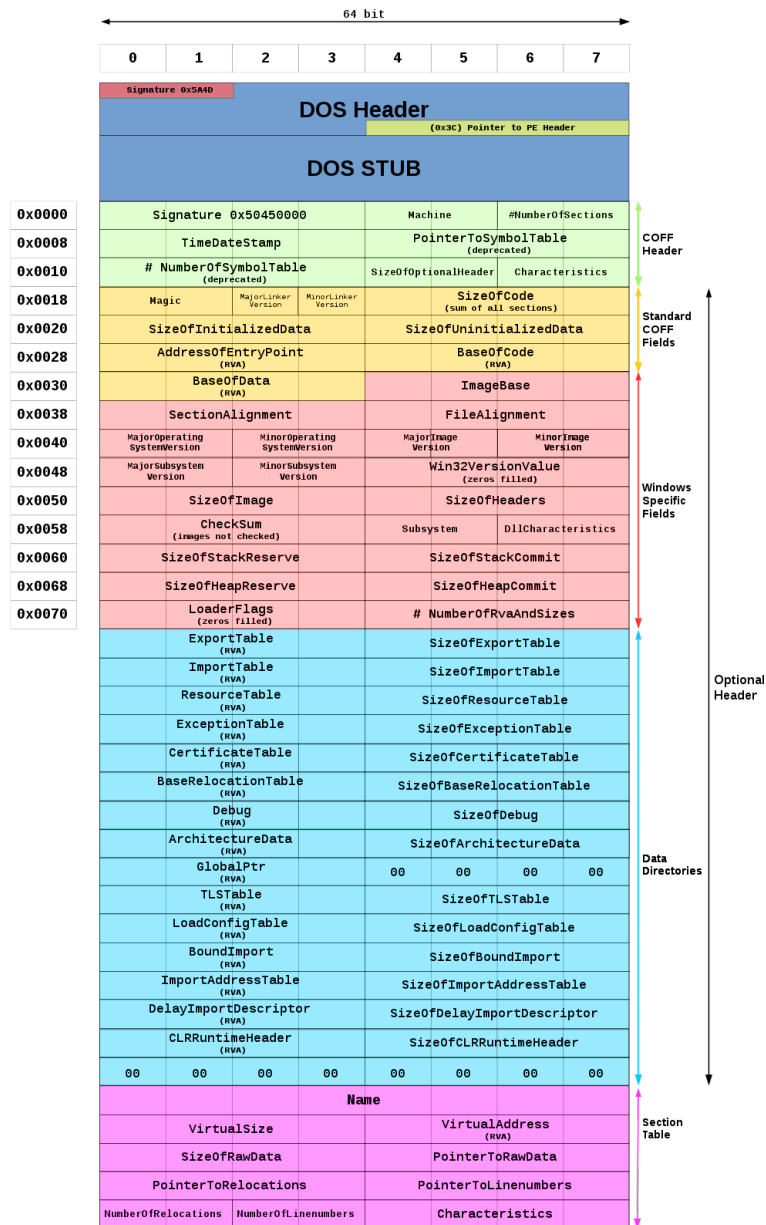 64 bit
0 1 2 3 4 5 6 7
Signature 0x5A4D
DOS Header
(0x3C) Pointer to PE Header
DOS STUB
0x0000 Signature 0x50450000 Machine #NumberOfSections
0x0008 TimeDateStamp PointerToSymbolTable
(deprecated)
COFF
Header
0x0010 # NumberOfSymbolTable
(deprecated)
SizeOfOptionalHeader Characteristics
0x0018 Magic MajorLinker
Version
MinorLinker
Version
SizeOfCode
(sum of all sections)
0x0020 SizeOfInitializedData SizeOfUninitializedData
Standard
COFF
Fields
0x0028 AddressOfEntryPoint
(RVA)
BaseOfCode
(RVA)
0x0030 BaseOfData
(RVA)
ImageBase
0x0038 SectionAlignment FileAlignment
0x0040 MajorOperating
SystemVersion
MinorOperating
SystemVersion
MajorImage
Version
MinorImage
Version
0x0048 MajorSubsystem
Version
MinorSubsystem
Version
Win32VersionValue
(zeros filled)
Windows
Specific
Fields
0x0050 SizeOfImage SizeOfHeaders
0x0058 CheckSum
(images not checked)
Subsystem DllCharacteristics
0x0060 SizeOfStackReserve SizeOfStackCommit
0x0068 SizeOfHeapReserve SizeOfHeapCommit
0x0070 LoaderFlags
(zeros filled)
# NumberOfRvaAndSizes
ExportTable
(RVA)
SizeOfExportTable
ImportTable
(RVA)
SizeOfImportTable
Optional
Header
ResourceTable
(RVA)
SizeOfResourceTable
ExceptionTable
(RVA)
SizeOfExceptionTable
CertificateTable
(RVA)
SizeOfCertificateTable
BaseRelocationTable
(RVA)
SizeOfBaseRelocationTable
Debug
(RVA)
SizeOfDebug
ArchitectureData
(RVA)
SizeOfArchitectureData
Data
Directories
GlobalPtr
(RVA)
00 00 00 00
TLSTable
(RVA)
SizeOfTLSTable
LoadConfigTable
(RVA)
SizeOfLoadConfigTable
BoundImport
(RVA)
SizeOfBoundImport
ImportAddressTable
(RVA)
SizeOfImportAddressTable
DelayImportDescriptor
(RVA)
SizeOfDelayImportDescriptor
CLRRuntimeHeader
(RVA)
SizeOfCLRRuntimeHeader
00 00 00 00 00 00 00 00
Name
VirtualSize VirtualAddress
(RVA)
Section
Table
SizeOfRawData PointerToRawData
PointerToRelocations PointerToLinenumbers
NumberOfRelocations NumberOfLinenumbers Characteristics